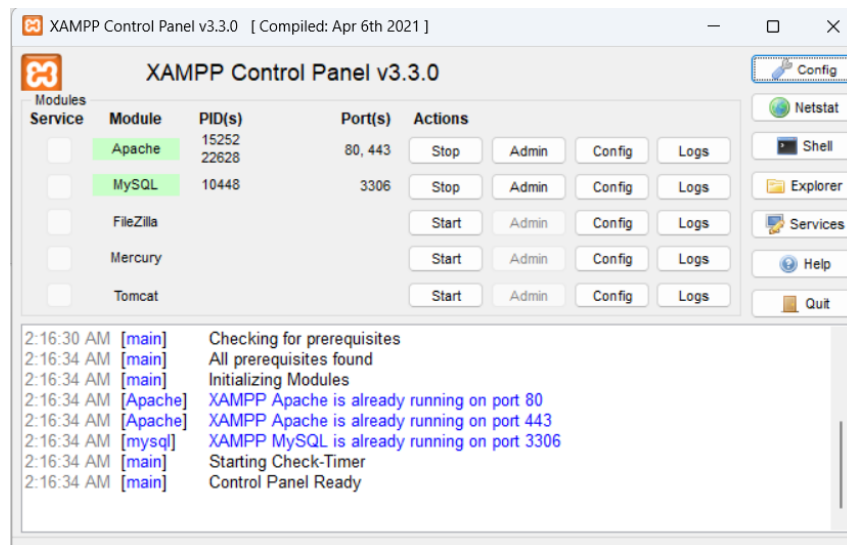 XAMPP Control Panel v3.3.0 [ Compiled: Apr 6th 2021 ]
XAMPP Control Panel v3.3.0
Config
Netstat
Shell
Explorer
Services
Help
Quit
Modules
Service Module PID(s) Port(s) Actions
Apache 15252 22628 80, 443 Stop Admin Config Logs
MySQL 10448 3306 Stop Admin Config Logs
FileZilla Start Admin Config Logs
Mercury Start Admin Config Logs
Tomcat Start Admin Config Logs
2:16:30 AM [main] Checking for prerequisites
2:16:34 AM [main] All prerequisites found
2:16:34 AM [main] Initializing Modules
2:16:34 AM [Apache] XAMPP Apache is already running on port 80
2:16:34 AM [Apache] XAMPP Apache is already running on port 443
2:16:34 AM [mysql] XAMPP MySQL is already running on port 3306
2:16:34 AM [main] Starting Check-Timer
2:16:34 AM [main] Control Panel Ready